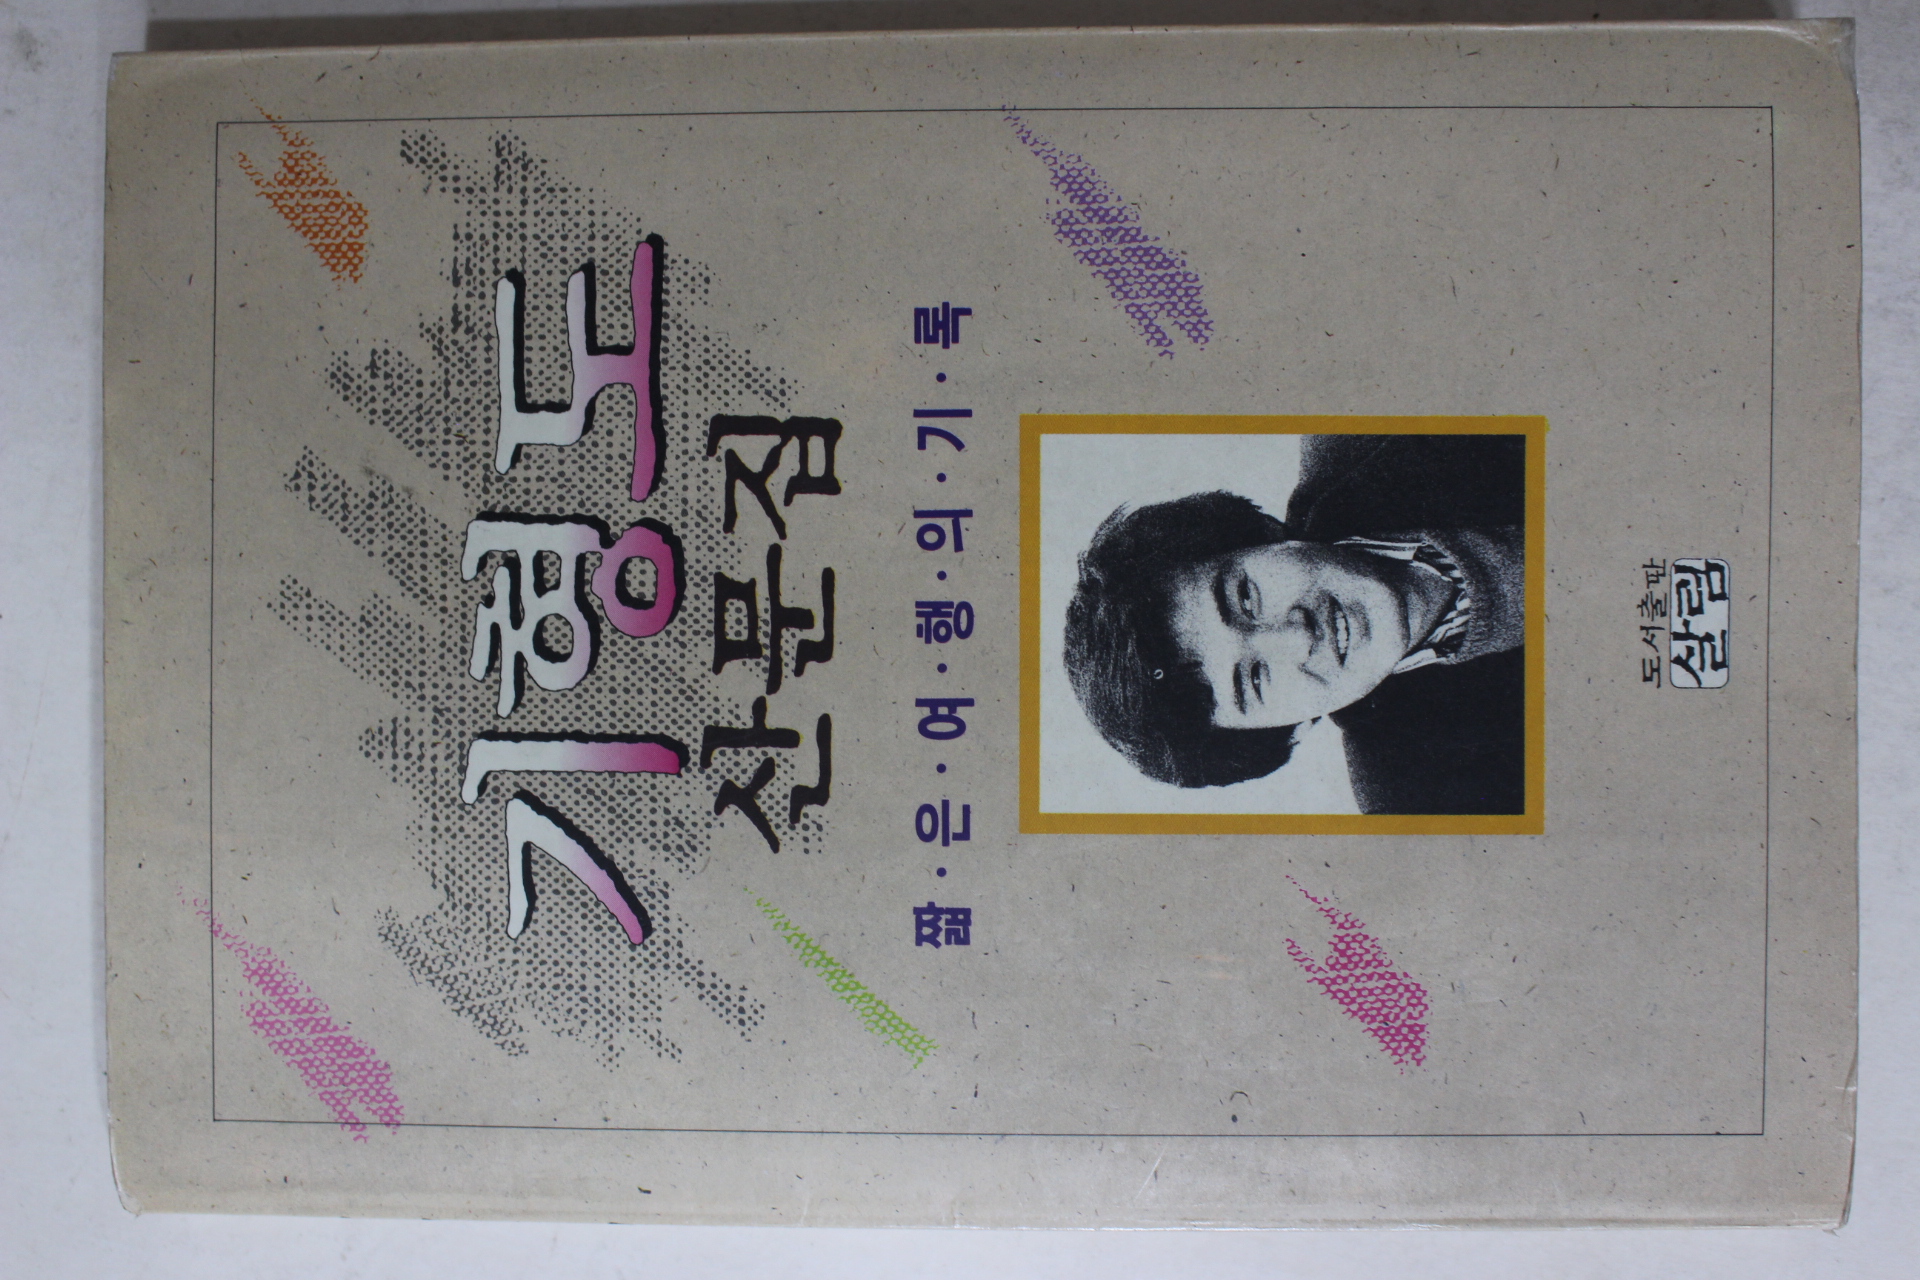 기형도
산문집
짧·은·여·행·의·기·록
도서출판
살림